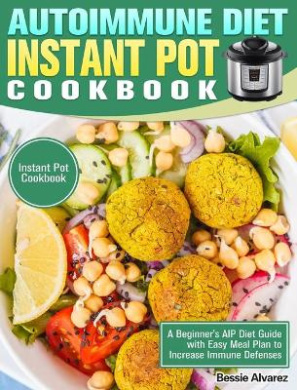 AUTOIMMUNE DIET
INSTANT POT
COOKBOOK
Instant Pot
Cookbook
A Beginner's AIP Diet Guide
with Easy Meal Plan to
Increase Immune Defenses
Bessie Alvarez